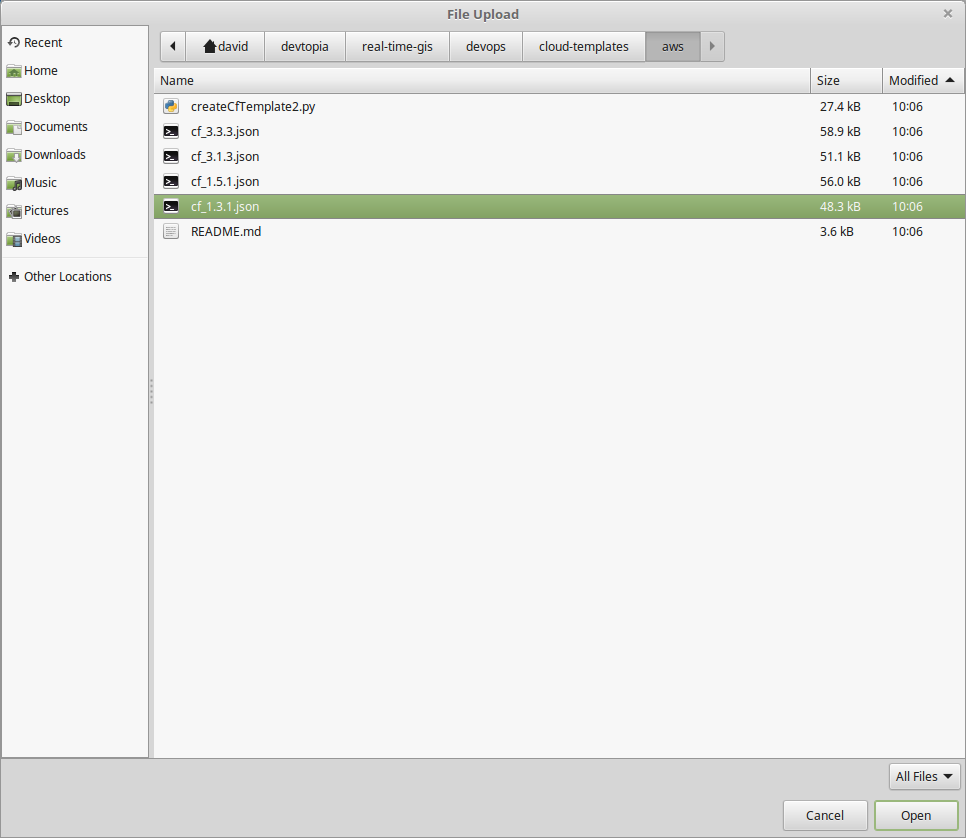 File Upload
Recent
Home
Desktop
Documents
Downloads
Music
Pictures
Videos
Other Locations
david devtopia real-time-gis devops cloud-templates aws
Name Size Modified
createCfTemplate2.py 27.4 kB 10:06
cf_3.3.3.json 58.9 kB 10:06
cf_3.1.3.json 51.1 kB 10:06
cf_1.5.1.json 56.0 kB 10:06
cf_1.3.1.json 48.3 kB 10:06
README.md 3.6 kB 10:06
All Files
Cancel Open